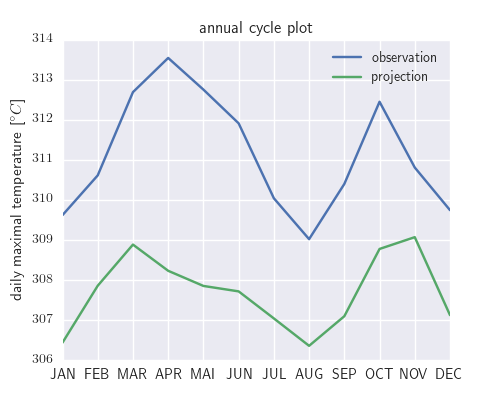 annual cycle plot
314
313
312
311
310
309
308
307
306
daily maximal temperature [°C]
observation
projection
JAN FEB MAR APR MAI JUN JUL AUG SEP OCT NOV DEC